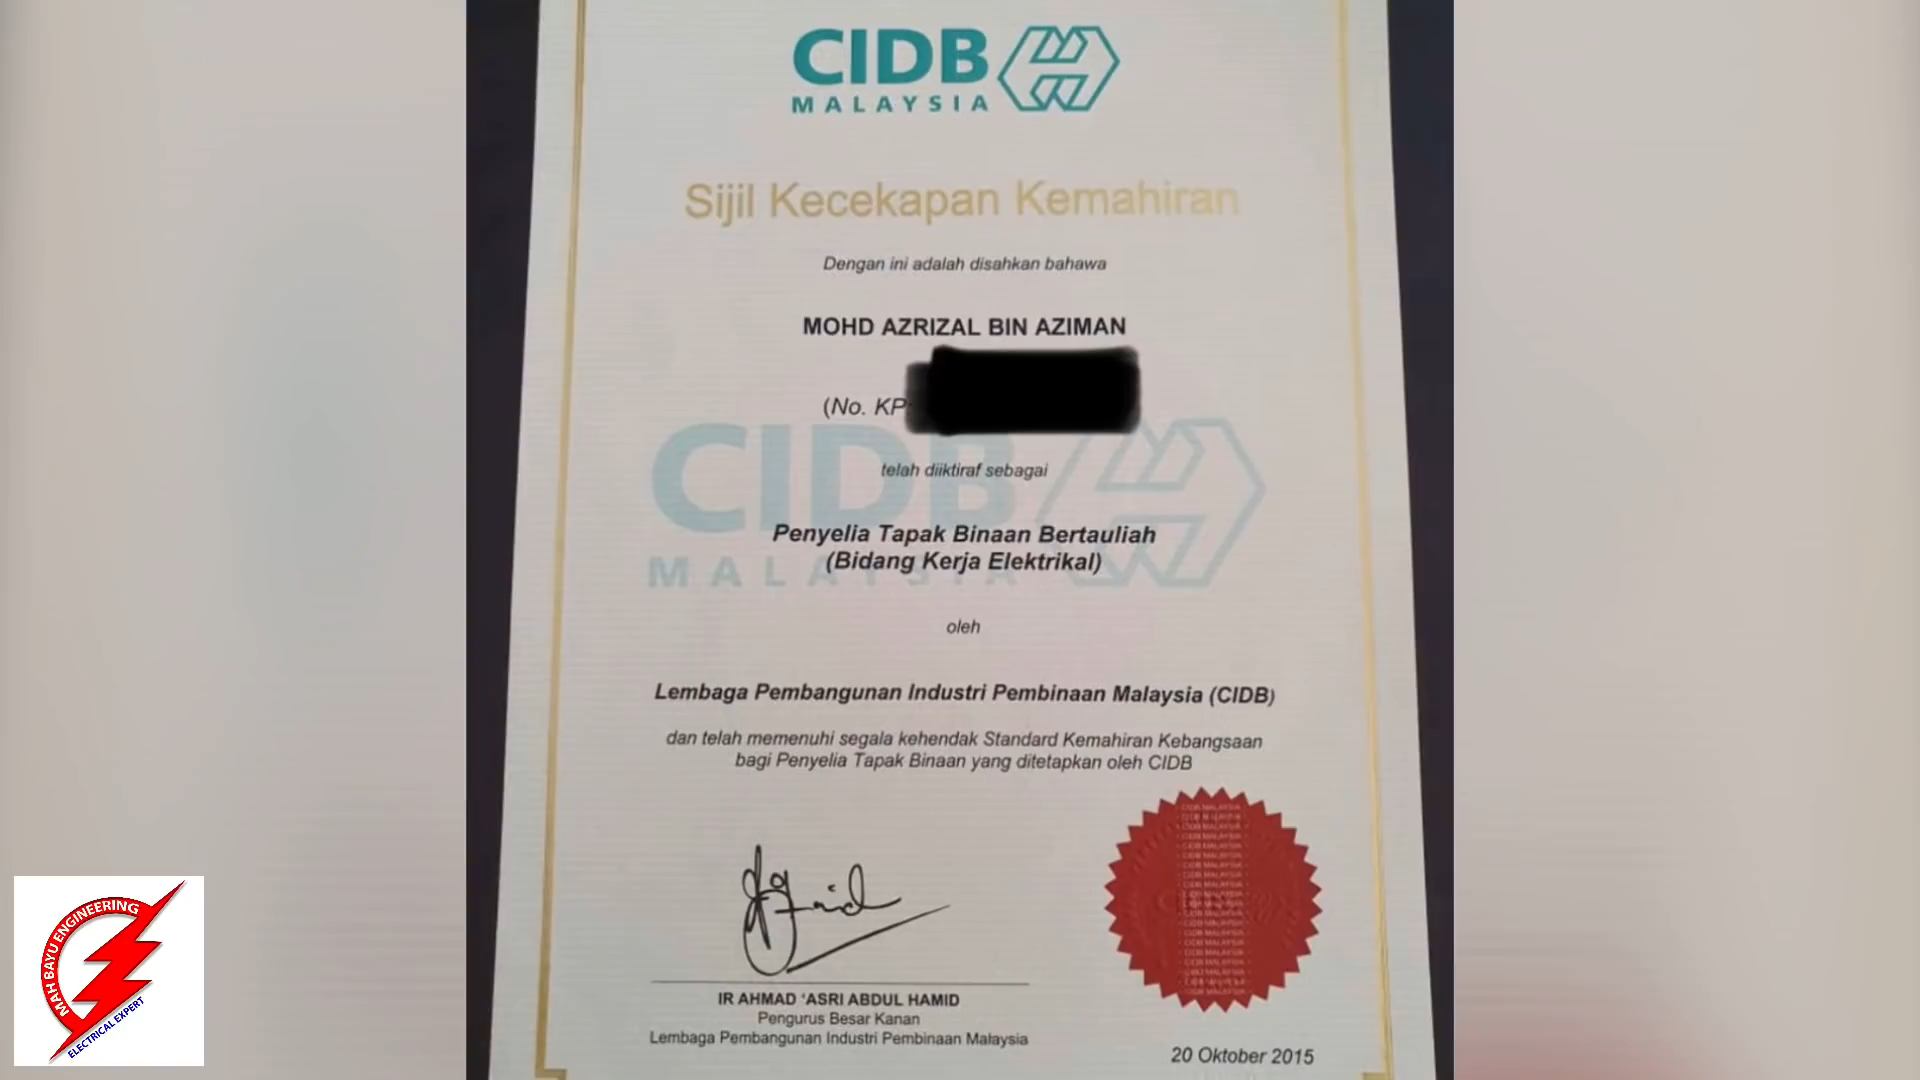 CIDB
MALAYSIA
Sijil Kecekapan Kemahiran
Dengan ini adalah disahkan bahawa
MOHD AZRIZAL BIN AZIMAN
(No. KP
CIDB
MALAYSIA
telah diiktiraf sebagai
Penyelia Tapak Binaan Bertauliah
(Bidang Kerja Elektrikal)
oleh
Lembaga Pembangunan Industri Pembinaan Malaysia (CIDB)
dan telah memenuhi segala kehendak Standard Kemahiran Kebangsaan
bagi Penyelia Tapak Binaan yang ditetapkan oleh CIDB
IR AHMAD ‘ASRI ABDUL HAMID
Pengurus Besar Kanan
Lembaga Pembangunan Industri Pembinaan Malaysia
20 Oktober 2015
MAH BAYU ENGINEERING
ELECTRICAL EXPERT